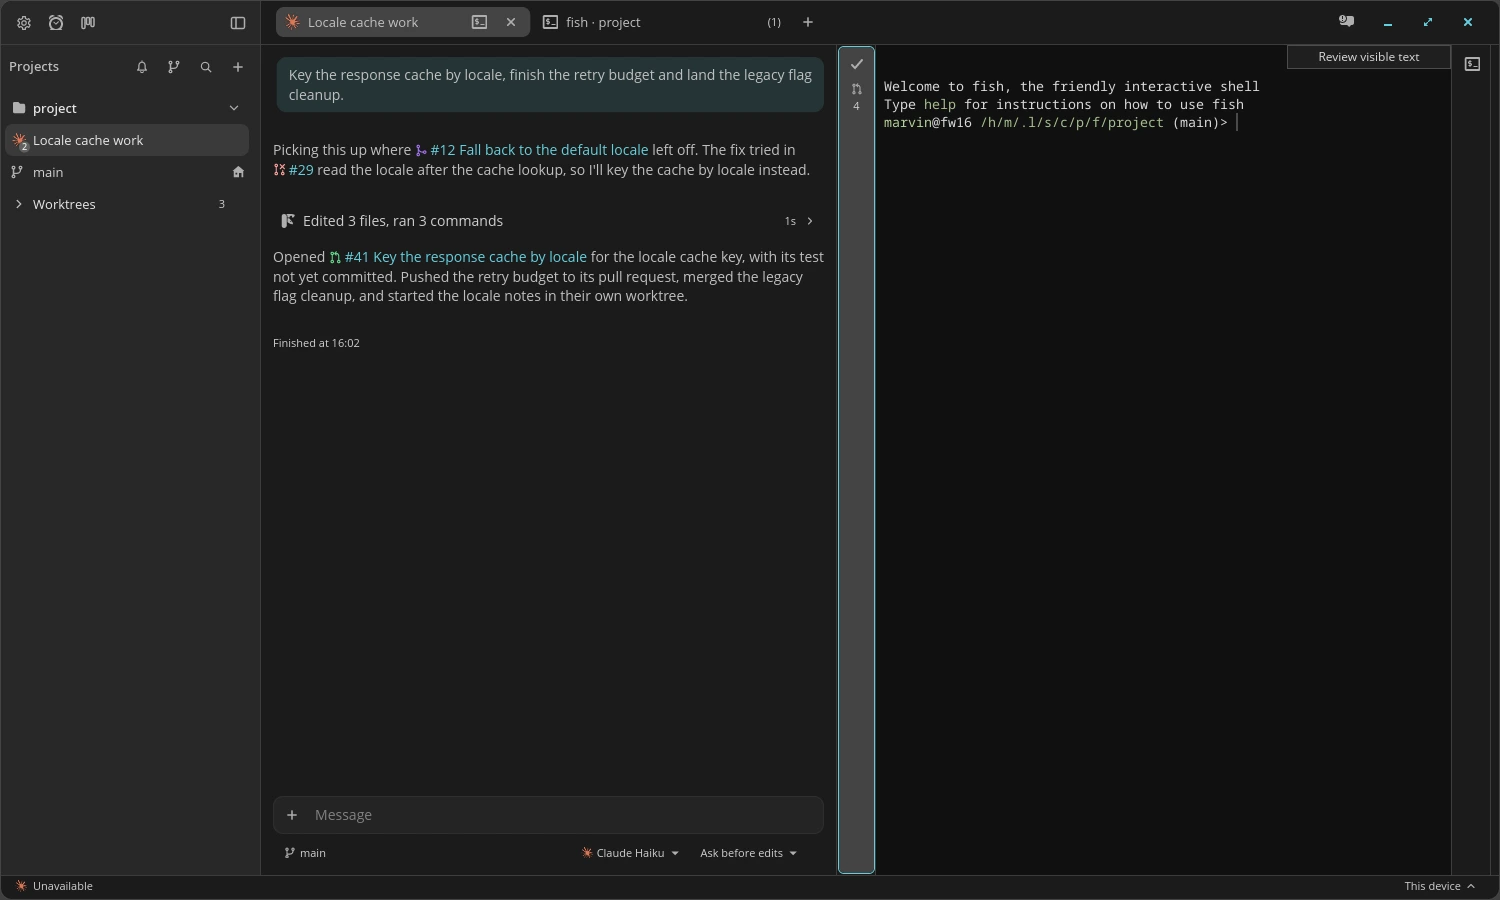 Locale cache work
fish · project
(1)
Projects
project
2
Locale cache work
main
Worktrees
3
Key the response cache by locale, finish the retry budget and land the legacy flag
cleanup.
Picking this up where #12 Fall back to the default locale left off. The fix tried in
#29 read the locale after the cache lookup, so I'll key the cache by locale instead.
Edited 3 files, ran 3 commands
1s
Opened #41 Key the response cache by locale for the locale cache key, with its test
not yet committed. Pushed the retry budget to its pull request, merged the legacy
flag cleanup, and started the locale notes in their own worktree.
Finished at 16:02
Message
main
Claude Haiku
Ask before edits
4
Review visible text
Welcome to fish, the friendly interactive shell
Type help for instructions on how to use fish
marvin@fw16 /h/m/.l/s/c/p/f/project (main)>
Unavailable
This device